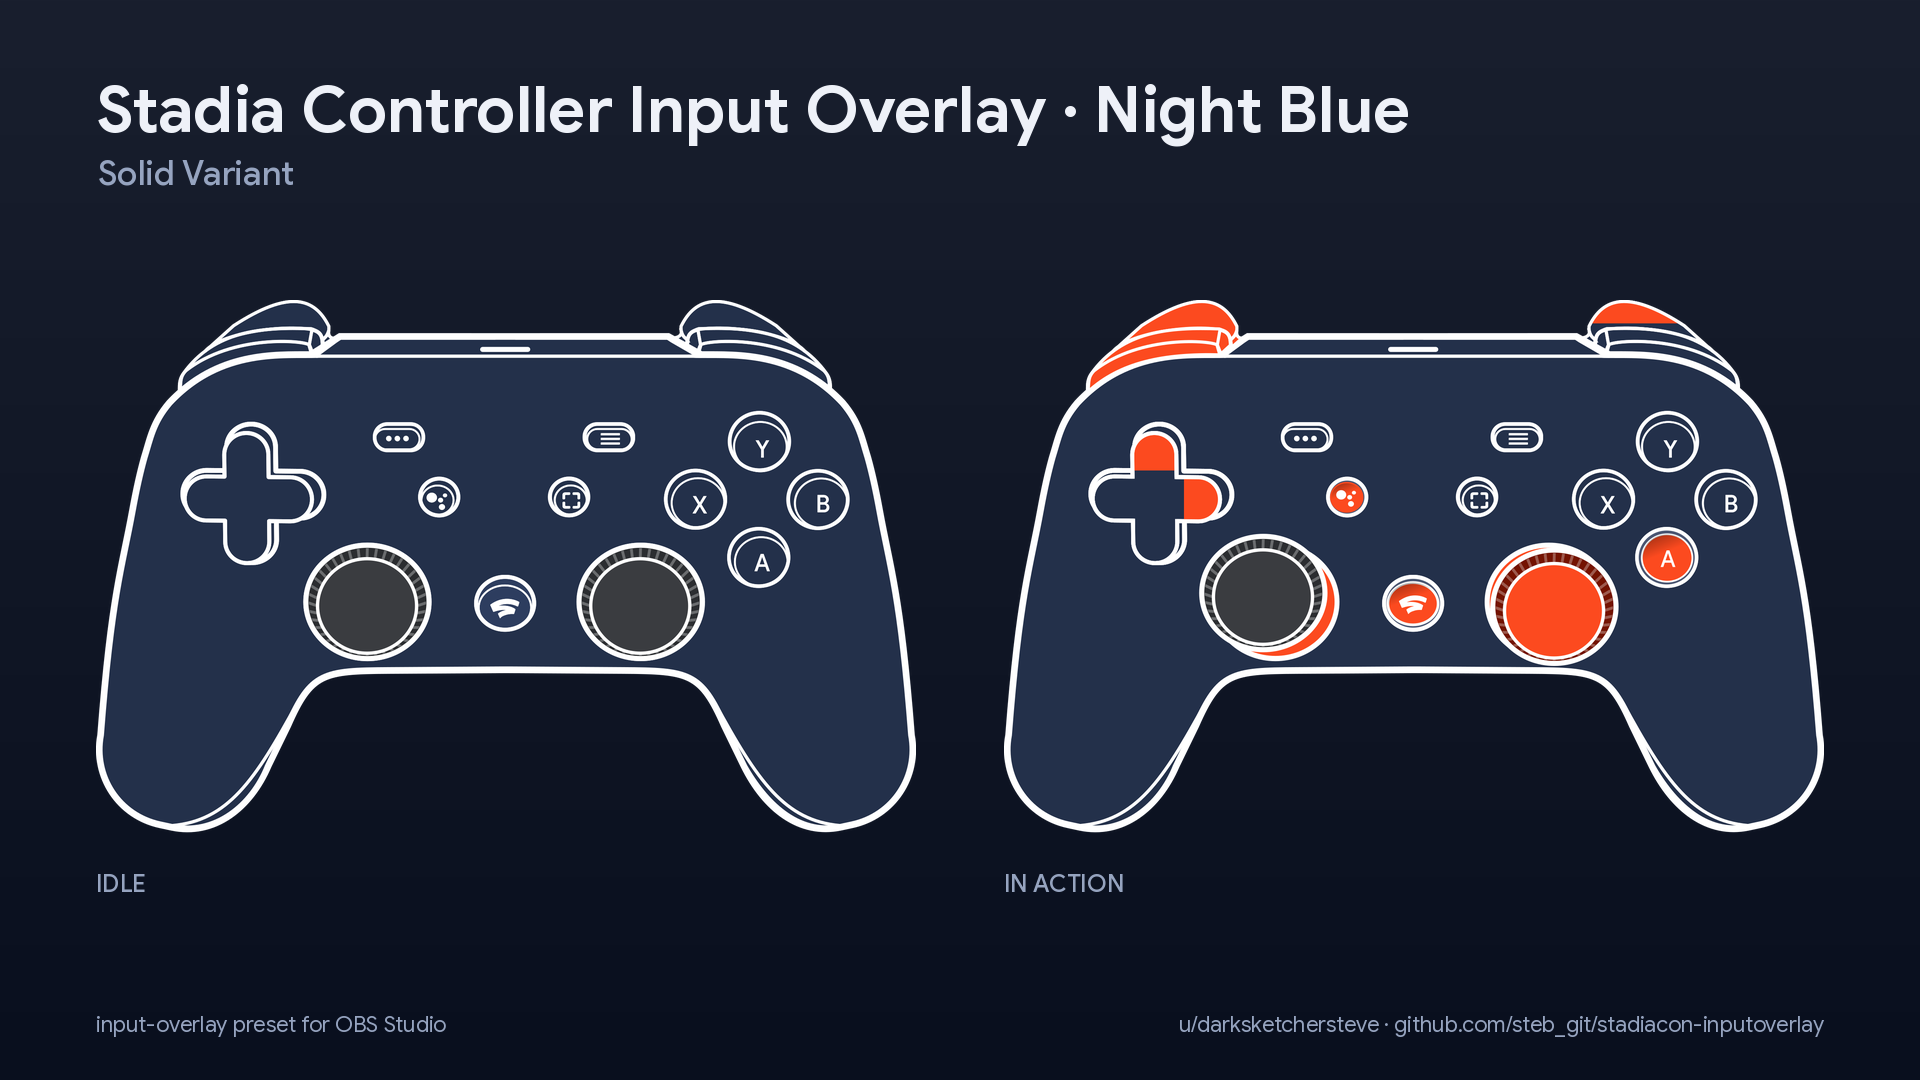 Stadia Controller Input Overlay · Night Blue
Solid Variant
Y
X
B
A
Y
X
B
A
IDLE
IN ACTION
input-overlay preset for OBS Studio
u/darksketchersteve · github.com/steb_git/stadiacon-inputoverlay